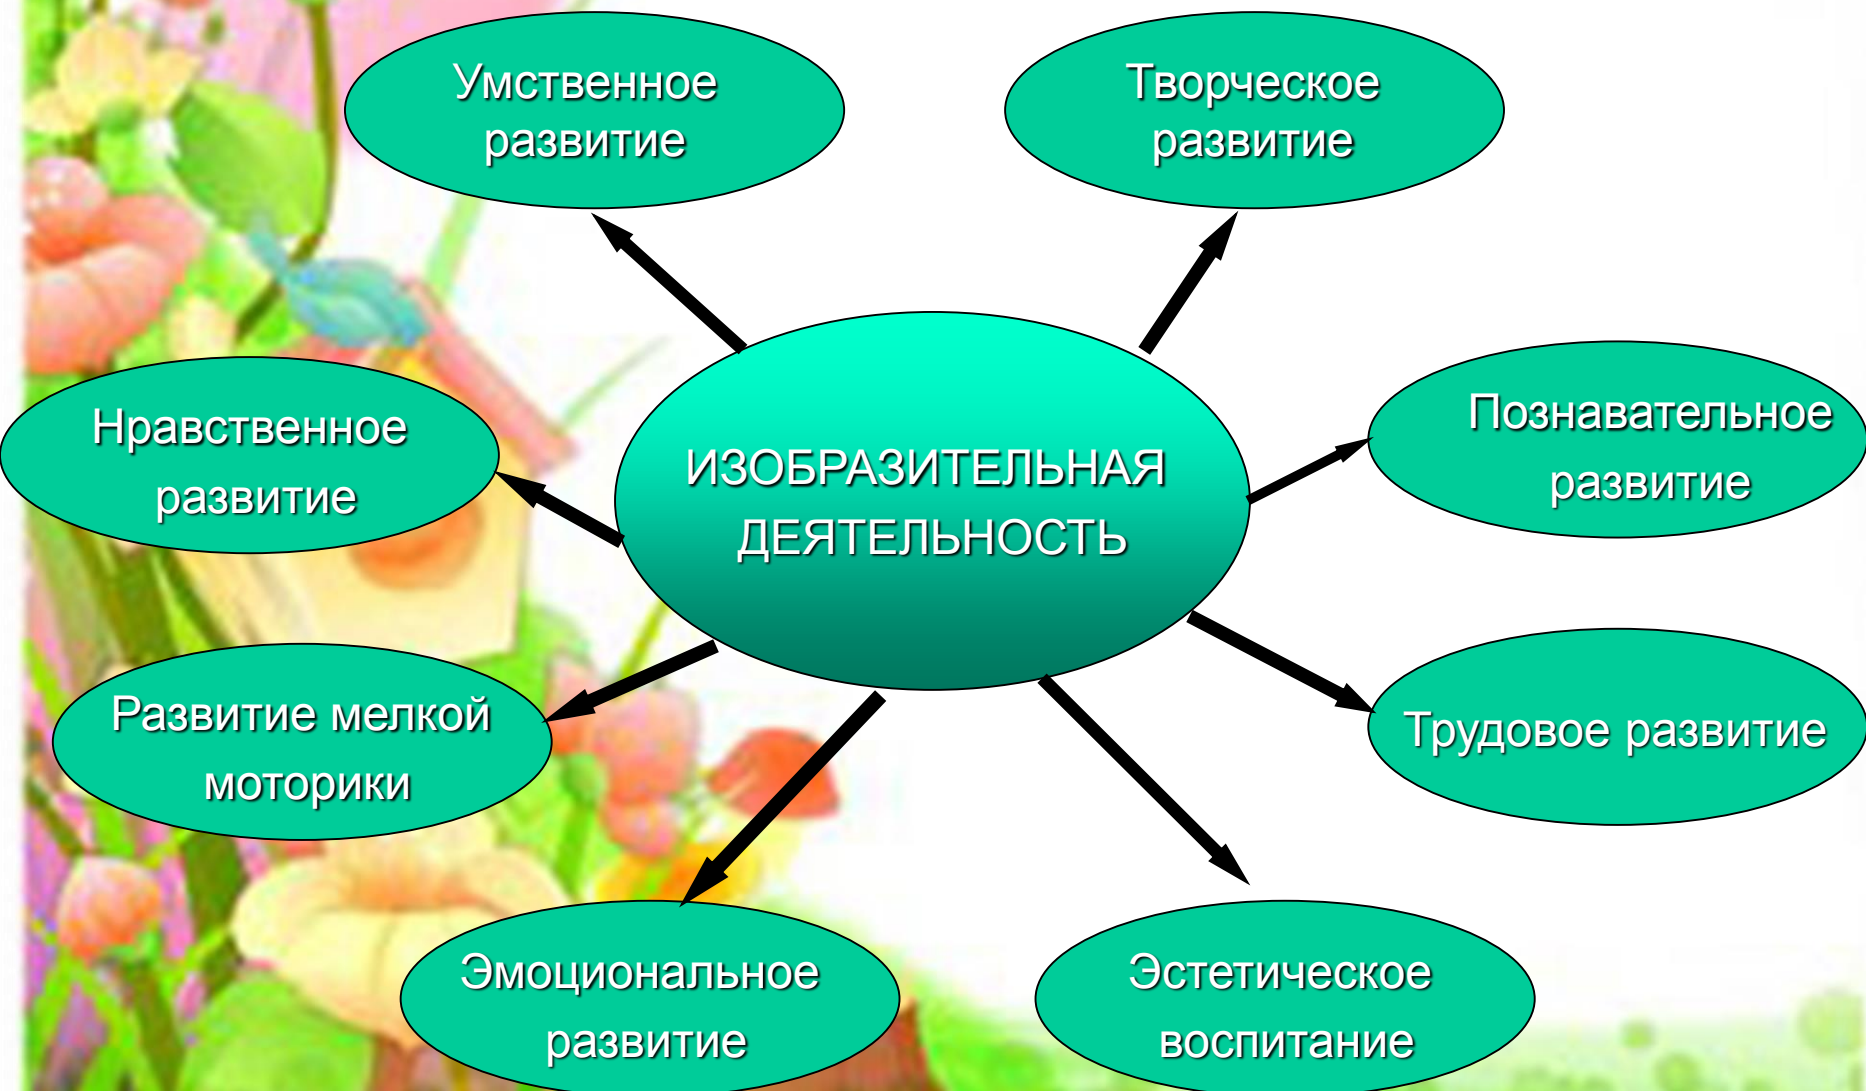 Умственное
развитие
Творческое
развитие
Нравственное
развитие
ИЗОБРАЗИТЕЛЬНАЯ
ДЕЯТЕЛЬНОСТЬ
Познавательное
развитие
Развитие мелкой
моторики
Трудовое развитие
Эмоциональное
развитие
Эстетическое
воспитание